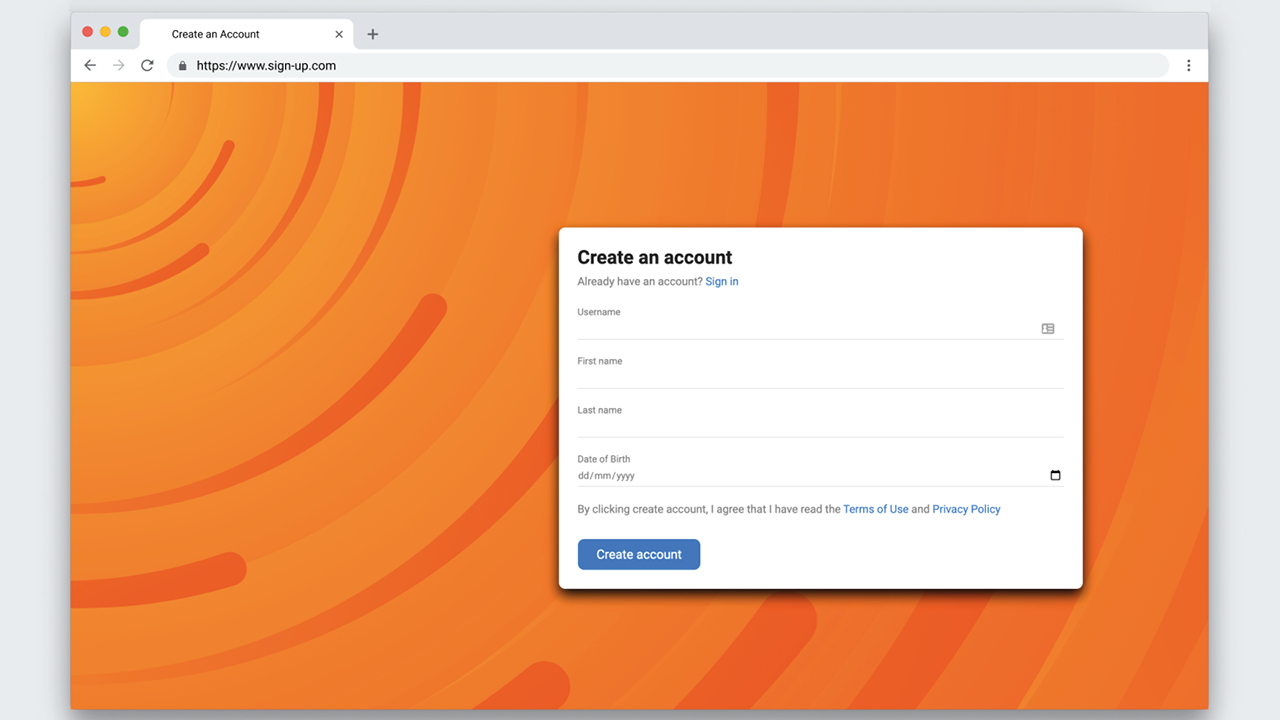 Create an Account
https://www.sign-up.com
Create an account
Already have an account? Sign in
Username
First name
Last name
Date of Birth
dd/mm/yyyy
By clicking create account, I agree that I have read the Terms of Use and Privacy Policy
Create account